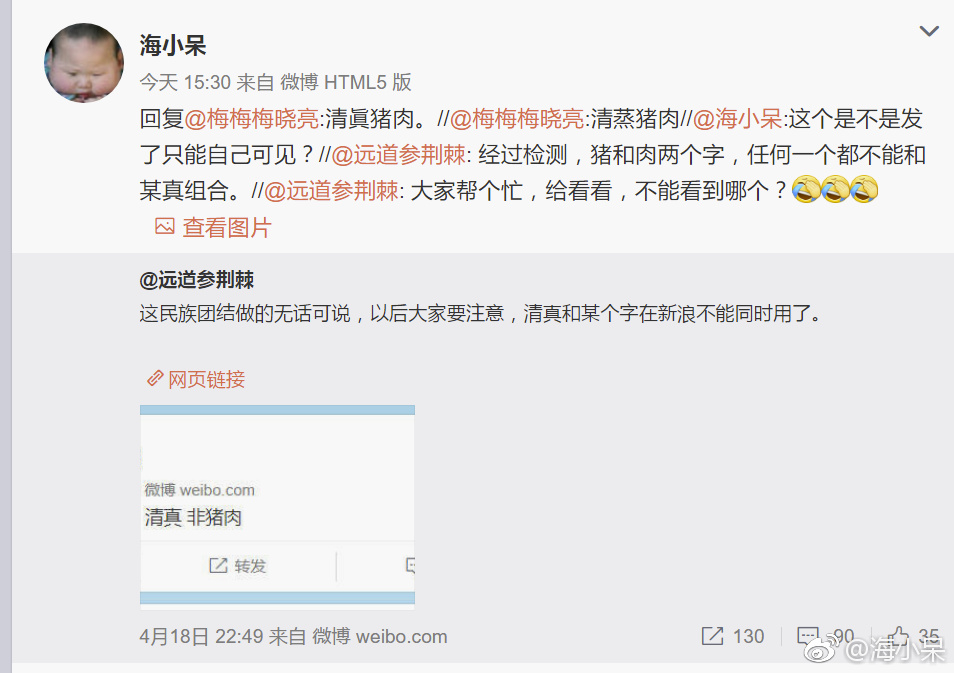 海小呆
今天 15:30 来自 微博 HTML5 版
回复@梅梅梅晓亮:清眞猪肉。//@梅梅梅晓亮:清蒸猪肉//@海小呆:这个是不是发
了只能自己可见？//@远道参荆棘: 经过检测，猪和肉两个字，任何一个都不能和
某真组合。//@远道参荆棘: 大家帮个忙，给看看，不能看到哪个？
查看图片
@远道参荆棘
这民族团结做的无话可说，以后大家要注意，清真和某个字在新浪不能同时用了。
网页链接
微博 weibo.com
清真 非猪肉
转发
4月18日 22:49 来自 微博 weibo.com
130
90
35
@海小呆